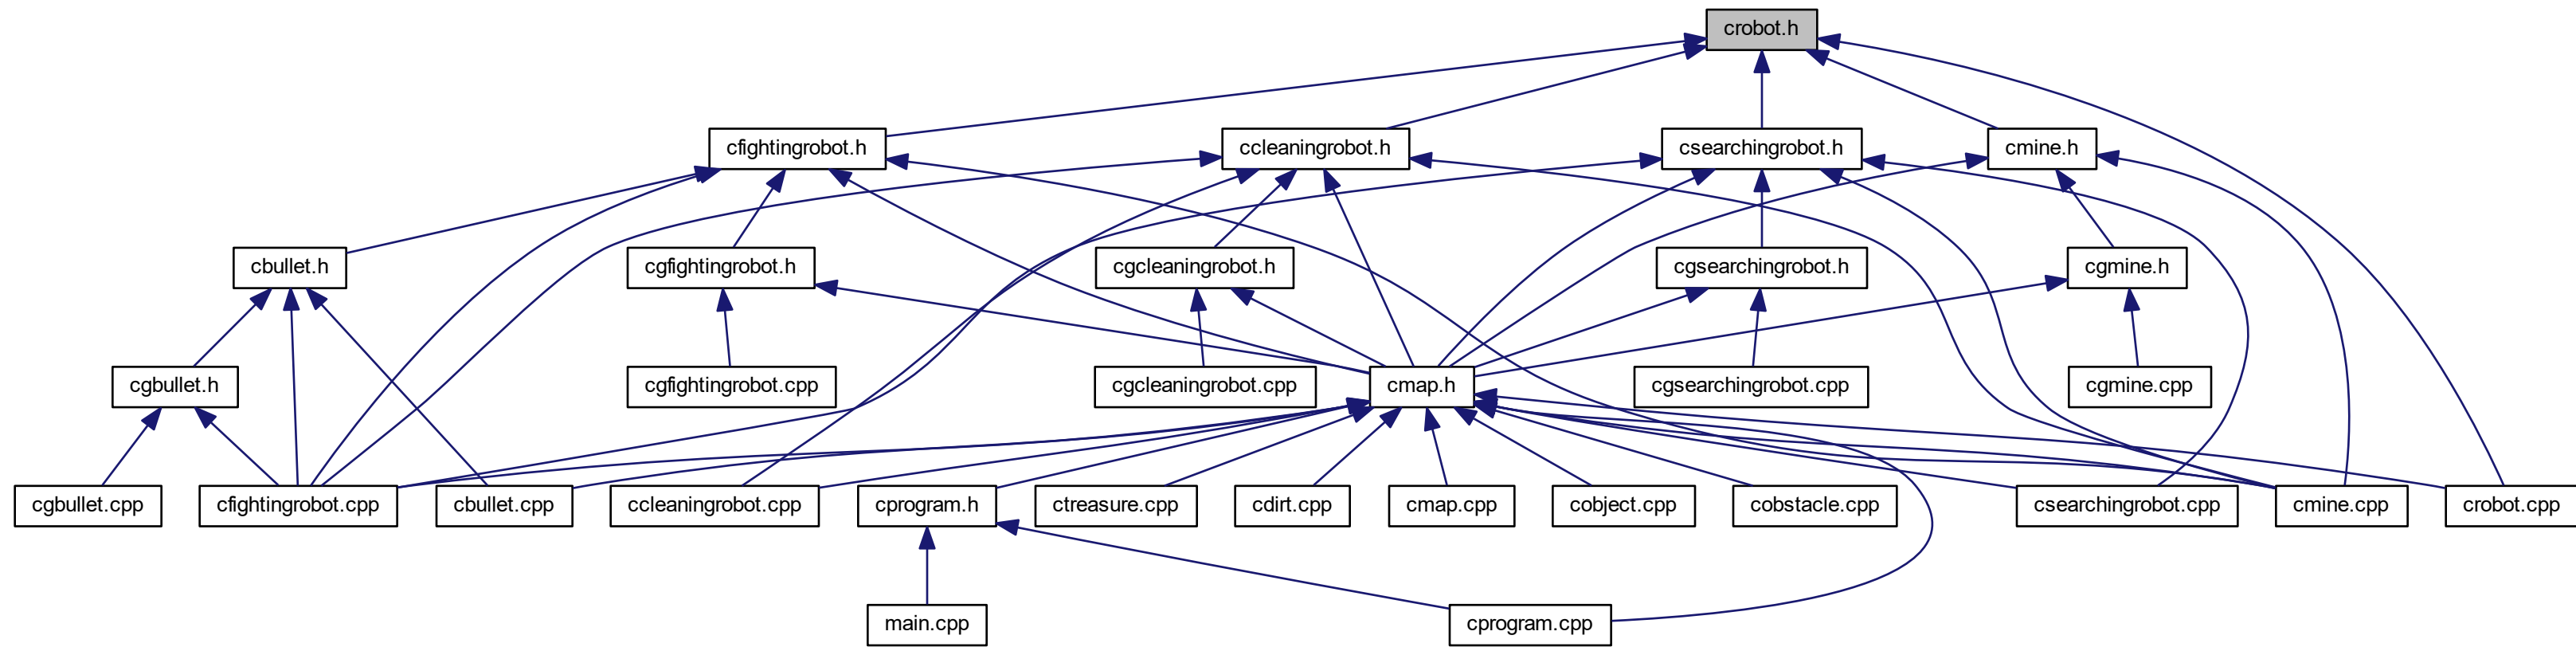 crobot.h
cfightingrobot.h
ccleaningrobot.h
csearchingrobot.h
cmine.h
cbullet.h
cgfightingrobot.h
cgcleaningrobot.h
cgsearchingrobot.h
cgmine.h
cgbullet.h
cgfightingrobot.cpp
cgcleaningrobot.cpp
cmap.h
cgsearchingrobot.cpp
cgmine.cpp
cgbullet.cpp
cfightingrobot.cpp
cbullet.cpp
ccleaningrobot.cpp
cprogram.h
ctreasure.cpp
cdirt.cpp
cmap.cpp
cobject.cpp
cobstacle.cpp
csearchingrobot.cpp
cmine.cpp
crobot.cpp
main.cpp
cprogram.cpp